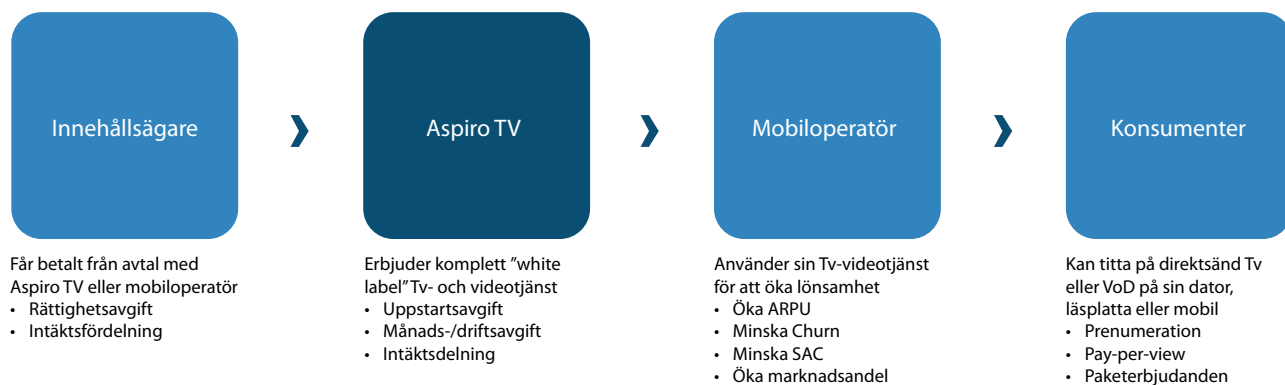 Innehållsägare
Aspiro TV
Mobiloperatör
Konsumenter
Får betalt från avtal med
Aspiro TV eller mobiloperatör
• Rättighetsavgift
• Intäktsfördelning
Erbjuder komplett ”white
label” Tv- och videotjänst
• Uppstartsavgift
• Månads-/driftsavgift
• Intäktsdelning
Använder sin Tv-videotjänst
för att öka lönsamhet
• Öka ARPU
• Minska Churn
• Minska SAC
• Öka marknadsandel
Kan titta på direktsänd Tv
eller VoD på sin dator,
läsplatta eller mobil
• Prenumeration
• Pay-per-view
• Paketerbjudanden